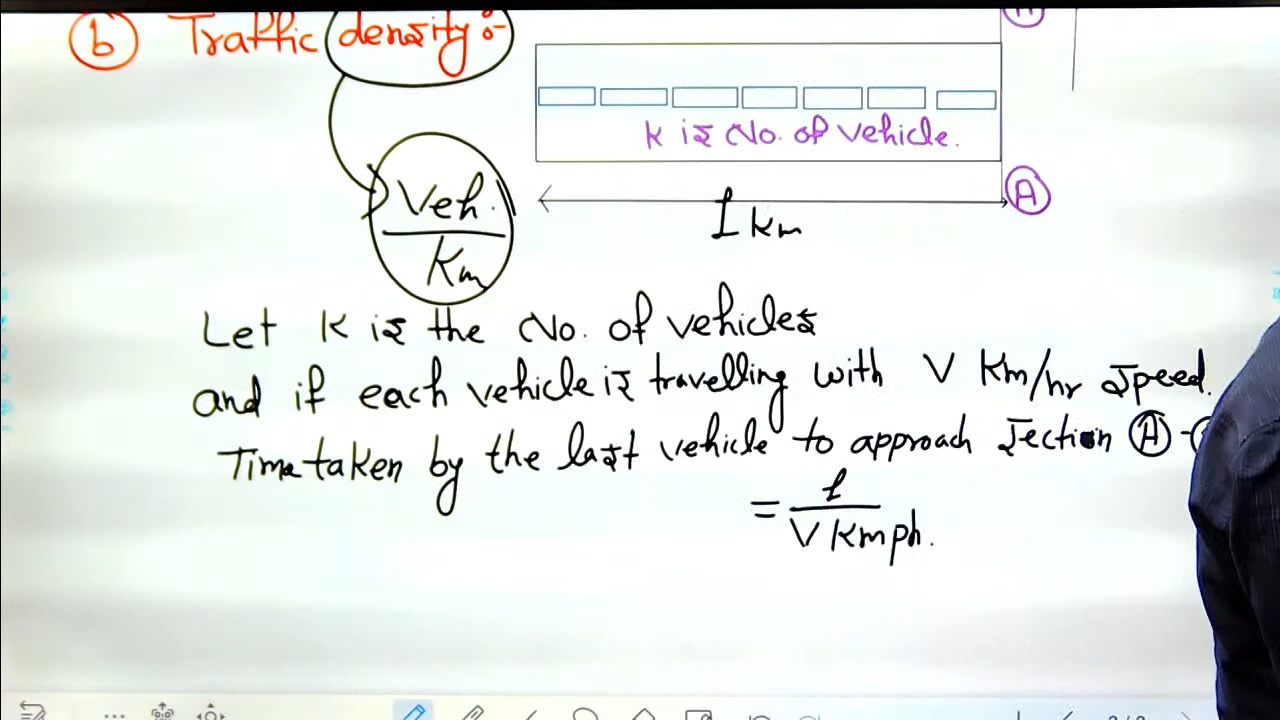 b Traffic density:-
K is No. of vehicle.
A
Veh.
Km
1 Km
Let K is the No. of vehicles
and if each vehicle is travelling with V Km/hr Speed.
Time taken by the last vehicle to approach Section A -
= 1
V Kmph.